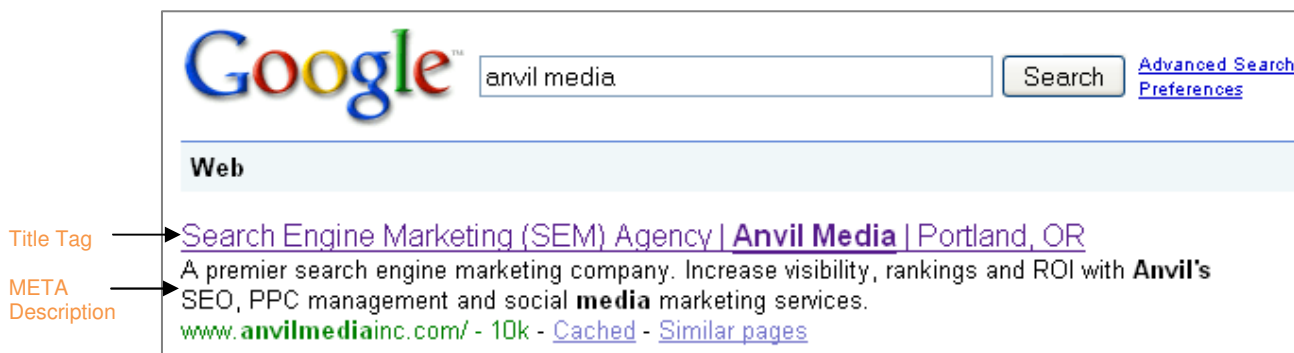 Google™
anvil media
Search
Advanced Search
Preferences
Web
Title Tag
Search Engine Marketing (SEM) Agency | Anvil Media | Portland, OR
META
Description
A premier search engine marketing company. Increase visibility, rankings and ROI with Anvil's
SEO, PPC management and social media marketing services.
www.anvilmediainc.com/ - 10k - Cached - Similar pages